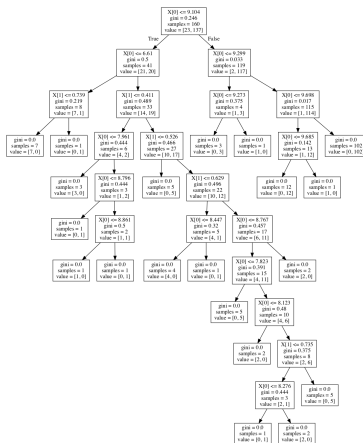 X[0] <= 9.104
gini = 0.246
samples = 160
value = [23, 137]
True
False
X[0] <= 6.61
gini = 0.5
samples = 41
value = [21, 20]
X[0] <= 9.299
gini = 0.033
samples = 119
value = [2, 117]
X[1] <= 0.739
gini = 0.219
samples = 8
value = [7, 1]
X[1] <= 0.411
gini = 0.489
samples = 33
value = [14, 19]
X[0] <= 9.273
gini = 0.375
samples = 4
value = [1, 3]
X[0] <= 9.698
gini = 0.017
samples = 115
value = [1, 114]
gini = 0.0
samples = 7
value = [7, 0]
gini = 0.0
samples = 1
value = [0, 1]
X[0] <= 7.961
gini = 0.444
samples = 6
value = [4, 2]
X[1] <= 0.526
gini = 0.466
samples = 27
value = [10, 17]
gini = 0.0
samples = 3
value = [0, 3]
gini = 0.0
samples = 1
value = [1, 0]
X[0] <= 9.685
gini = 0.142
samples = 13
value = [1, 12]
gini = 0.0
samples = 102
value = [0, 102]
gini = 0.0
samples = 3
value = [3, 0]
X[0] <= 8.796
gini = 0.444
samples = 3
value = [1, 2]
gini = 0.0
samples = 5
value = [0, 5]
X[1] <= 0.629
gini = 0.496
samples = 22
value = [10, 12]
gini = 0.0
samples = 12
value = [0, 12]
gini = 0.0
samples = 1
value = [1, 0]
gini = 0.0
samples = 1
value = [0, 1]
X[0] <= 8.861
gini = 0.5
samples = 2
value = [1, 1]
X[0] <= 8.447
gini = 0.32
samples = 5
value = [4, 1]
X[0] <= 8.767
gini = 0.457
samples = 17
value = [6, 11]
gini = 0.0
samples = 1
value = [1, 0]
gini = 0.0
samples = 1
value = [0, 1]
gini = 0.0
samples = 4
value = [4, 0]
gini = 0.0
samples = 1
value = [0, 1]
X[0] <= 7.823
gini = 0.391
samples = 15
value = [4, 11]
gini = 0.0
samples = 2
value = [2, 0]
gini = 0.0
samples = 5
value = [0, 5]
X[0] <= 8.123
gini = 0.48
samples = 10
value = [4, 6]
gini = 0.0
samples = 2
value = [2, 0]
X[1] <= 0.735
gini = 0.375
samples = 8
value = [2, 6]
X[0] <= 8.276
gini = 0.444
samples = 3
value = [2, 1]
gini = 0.0
samples = 5
value = [0, 5]
gini = 0.0
samples = 1
value = [0, 1]
gini = 0.0
samples = 2
value = [2, 0]